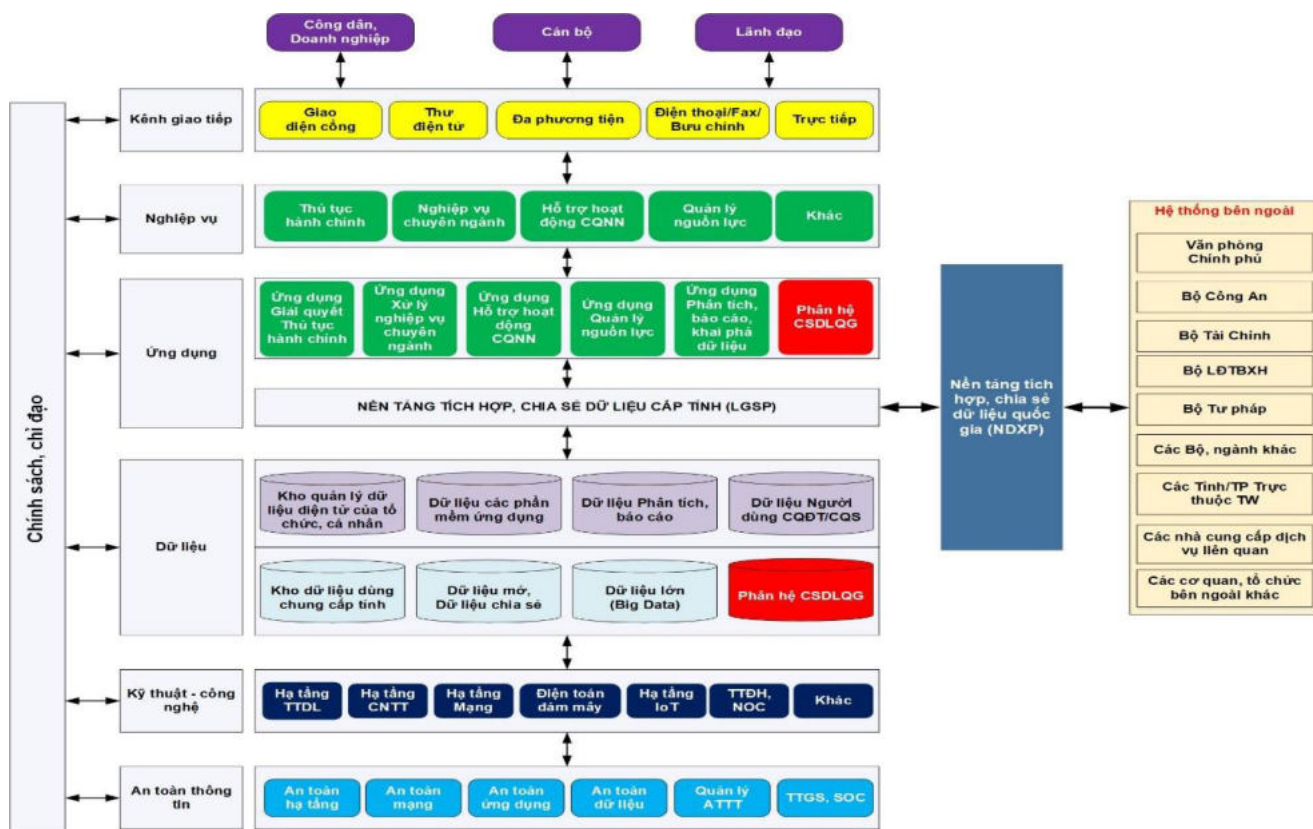 Công dân,
Doanh nghiệp
Cán bộ
Lãnh đạo
Chính sách, chỉ đạo
Kênh giao tiếp
Giao
diện cổng
Thư
điện tử
Đa phương tiện
Điện thoại/Fax/
Bưu chính
Trực tiếp
Nghiệp vụ
Thủ tục
hành chính
Nghiệp vụ
chuyên ngành
Hỗ trợ hoạt
động CQNN
Quản lý
nguồn lực
Khác
Ứng dụng
Ứng dụng
Giải quyết
Thủ tục
hành chính
Ứng dụng
Xử lý
nghiệp vụ
chuyên
ngành
Ứng dụng
Hỗ trợ hoạt
động
CQNN
Ứng dụng
Quản lý
nguồn lực
Ứng dụng
Phân tích,
báo cáo,
khai phá
dữ liệu
Phân hệ
CSDLQG
NỀN TẢNG TÍCH HỢP, CHIA SẺ DỮ LIỆU CẤP TỈNH (LGSP)
Nền tảng tích
hợp, chia sẻ
dữ liệu quốc
gia (NDXP)
Hệ thống bên ngoài
Văn phòng
Chính phủ
Bộ Công An
Bộ Tài Chính
Bộ LĐTBXH
Bộ Tư pháp
Các Bộ, ngành khác
Các Tỉnh/TP Trực
thuộc TW
Các nhà cung cấp dịch
vụ liên quan
Các cơ quan, tổ chức
bên ngoài khác
Dữ liệu
Kho quản lý dữ
liệu điện tử của tổ
chức, cá nhân
Dữ liệu các phần
mềm ứng dụng
Dữ liệu Phân tích,
báo cáo
Dữ liệu Người
dùng CQĐT/CQS
Kho dữ liệu dùng
chung cấp tỉnh
Dữ liệu mở,
Dữ liệu chia sẻ
Dữ liệu lớn
(Big Data)
Phân hệ CSDLQG
Kỹ thuật - công
nghệ
Hạ tầng
TTDL
Hạ tầng
CNTT
Hạ tầng
Mạng
Điện toán
đám mây
Hạ tầng
IoT
TTĐH,
NOC
Khác
An toàn thông
tin
An toàn
hạ tầng
An toàn
mạng
An toàn
ứng dụng
An toàn
dữ liệu
Quản lý
ATTT
TTGS, SOC